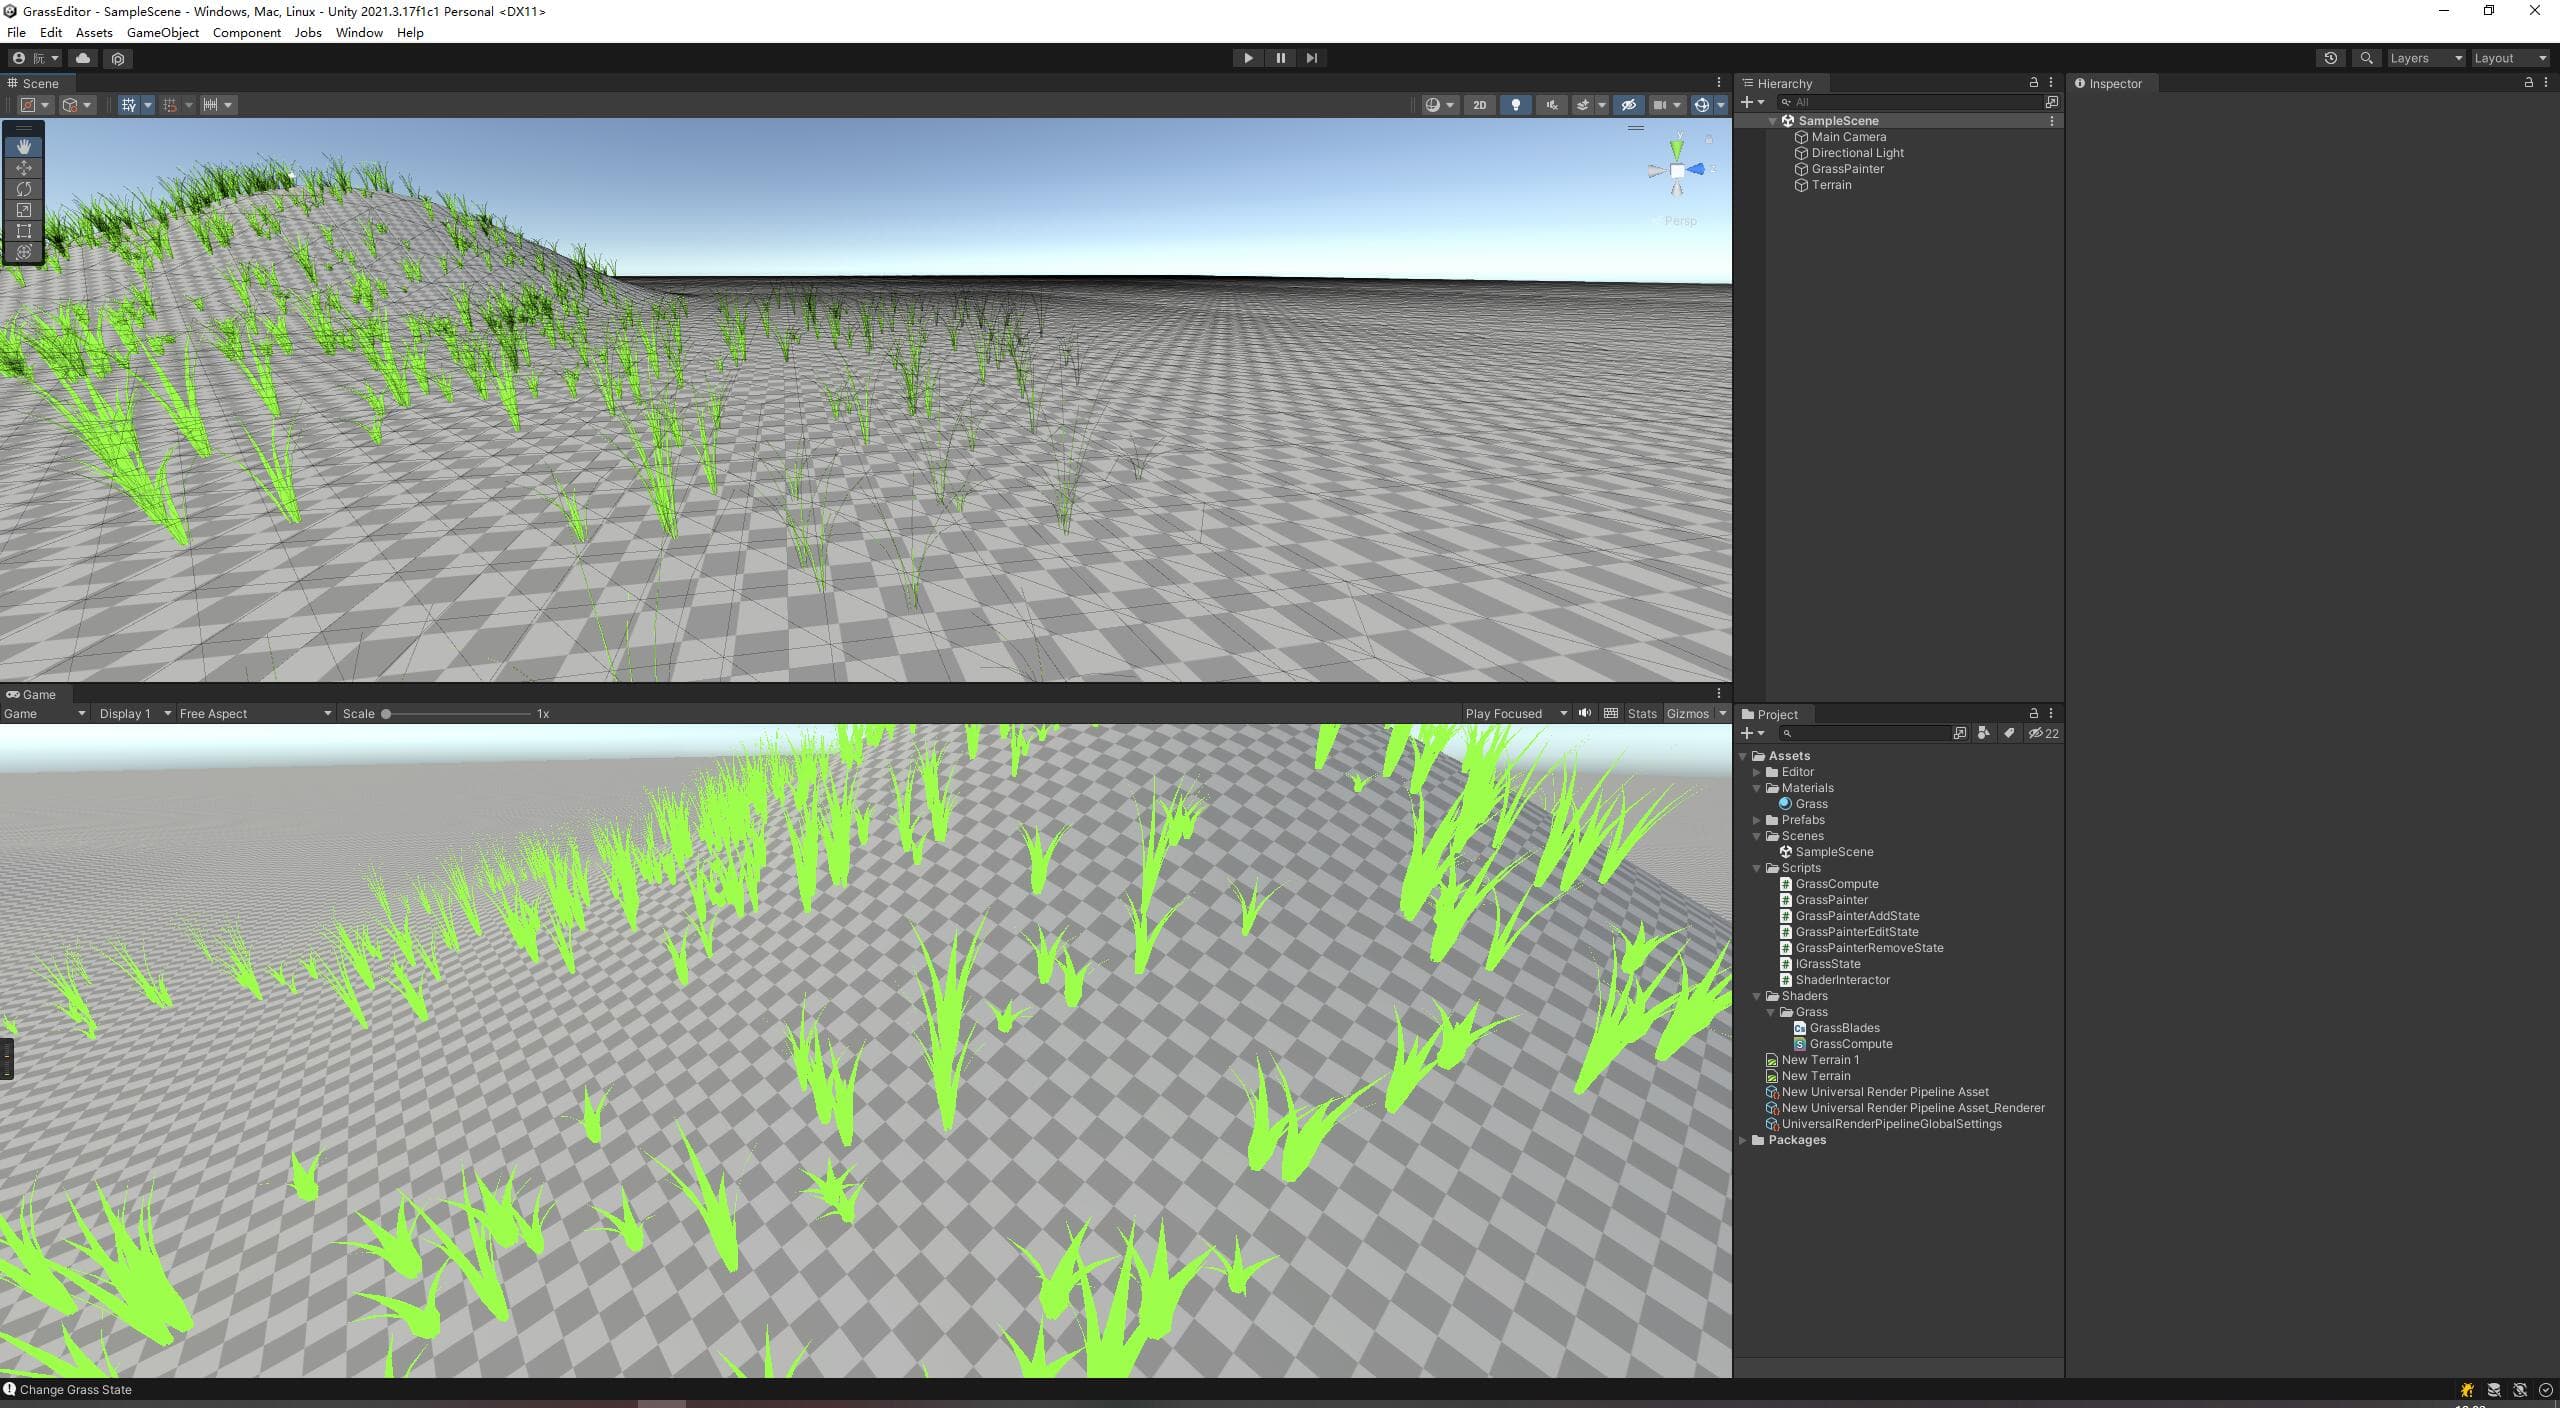 GrassEditor - SampleScene - Windows, Mac, Linux - Unity 2021.3.17f1c1 Personal <DX11>
File Edit Assets GameObject Component Jobs Window Help
阮
Layers
Layout
Scene
2D
y
z
Persp
Hierarchy
All
SampleScene
Main Camera
Directional Light
GrassPainter
Terrain
Inspector
Game
Game Display 1 Free Aspect Scale 1x Play Focused Stats Gizmos
Project
22
Assets
Editor
Materials
Grass
Prefabs
Scenes
SampleScene
Scripts
GrassCompute
GrassPainter
GrassPainterAddState
GrassPainterEditState
GrassPainterRemoveState
IGrassState
ShaderInteractor
Shaders
Grass
GrassBlades
GrassCompute
New Terrain 1
New Terrain
New Universal Render Pipeline Asset
New Universal Render Pipeline Asset_Renderer
UniversalRenderPipelineGlobalSettings
Packages
Change Grass State